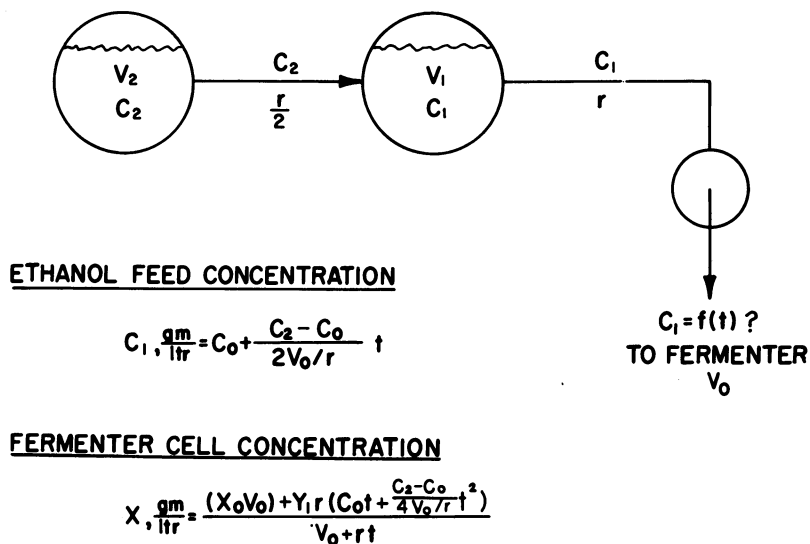 V₂ C₂ V₁ C₁
C₂ r/2 C₁ r
ETHANOL FEED CONCENTRATION
C₁, gm/ltr = C₀ + (C₂ – C₀)/(2V₀/r) t
C₁ = f(t) ?
TO FERMENTER
V₀
FERMENTER CELL CONCENTRATION
X, gm/ltr = ((X₀V₀) + Y₁ r (C₀t + (C₂–C₀)/(4V₀/r) t²))/(V₀ + rt)